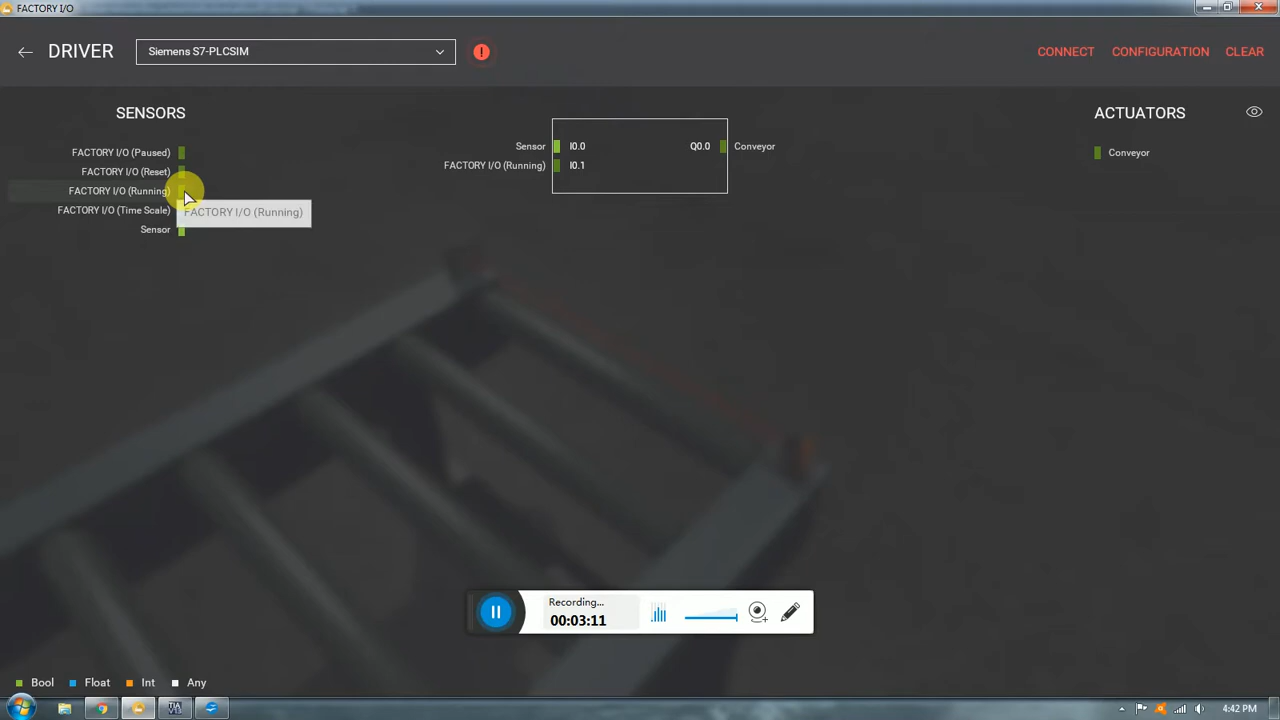 FACTORY I/O
DRIVER
Siemens S7-PLCSIM
!
CONNECT
CONFIGURATION
CLEAR
SENSORS
FACTORY I/O (Paused)
FACTORY I/O (Reset)
FACTORY I/O (Running)
FACTORY I/O (Time Scale)
Sensor
FACTORY I/O (Running)
Sensor I0.0 Q0.0 Conveyor
FACTORY I/O (Running) I0.1
ACTUATORS
Conveyor
Recording...
00:03:11
Bool Float Int Any
TIA
V13
4:42 PM